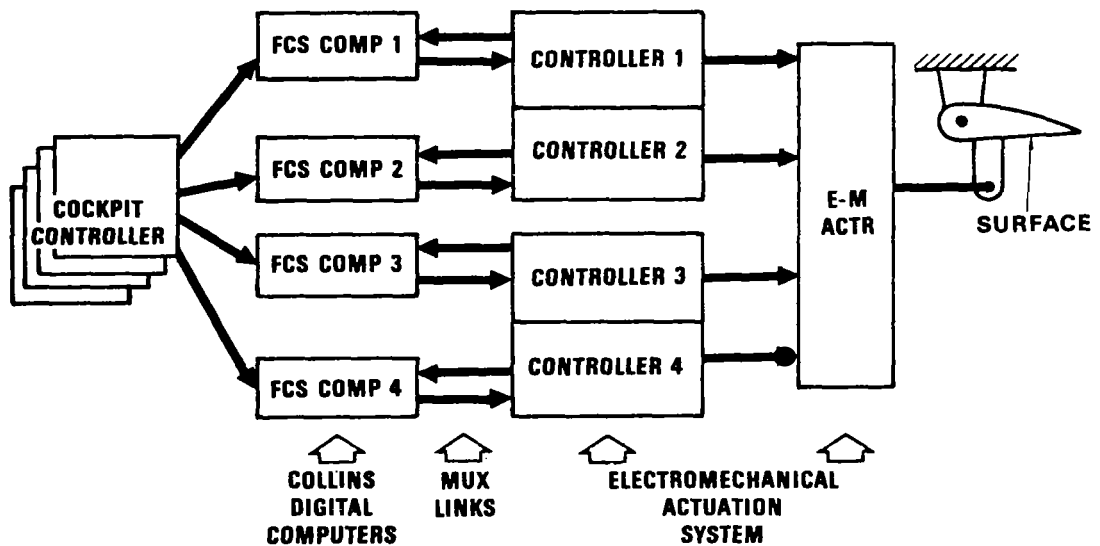 FCS COMP 1
CONTROLLER 1
FCS COMP 2
CONTROLLER 2
COCKPIT
CONTROLLER
E-M
ACTR
SURFACE
FCS COMP 3
CONTROLLER 3
FCS COMP 4
CONTROLLER 4
COLLINS
DIGITAL
COMPUTERS
MUX
LINKS
ELECTROMECHANICAL
ACTUATION
SYSTEM